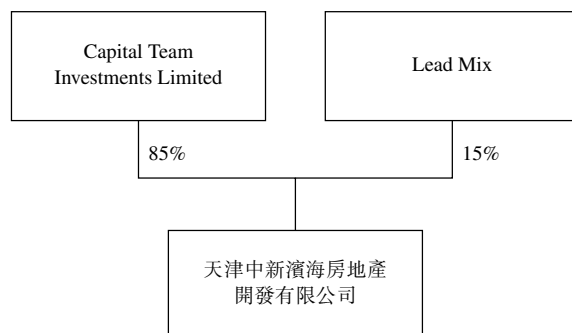 Capital Team
Investments Limited
Lead Mix
85%
15%
天津中新濱海房地產
開發有限公司